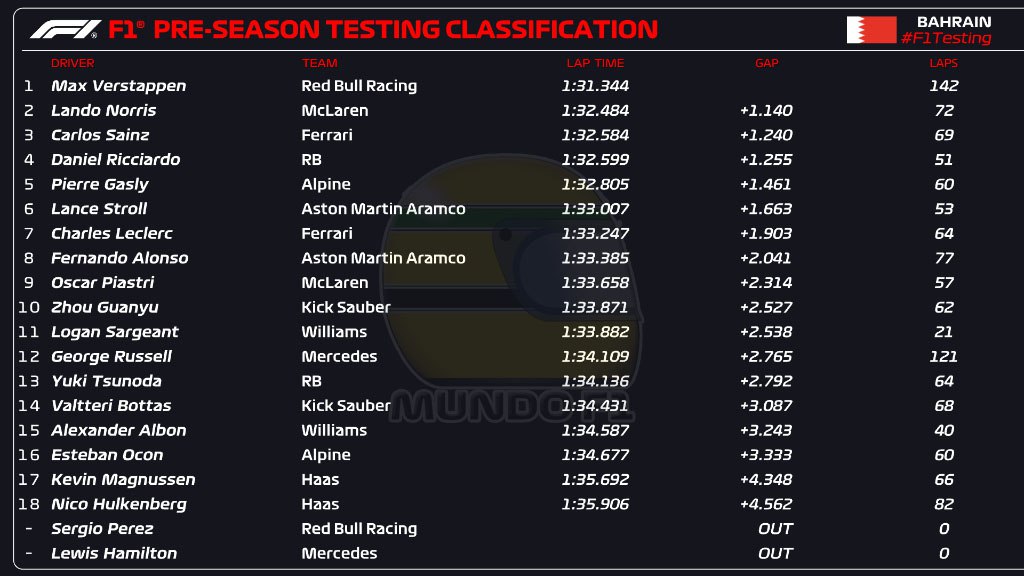 F1® F1® PRE-SEASON TESTING CLASSIFICATION BAHRAIN
#F1Testing
DRIVER TEAM LAP TIME GAP LAPS
1 Max Verstappen Red Bull Racing 1:31.344 142
2 Lando Norris McLaren 1:32.484 +1.140 72
3 Carlos Sainz Ferrari 1:32.584 +1.240 69
4 Daniel Ricciardo RB 1:32.599 +1.255 51
5 Pierre Gasly Alpine 1:32.805 +1.461 60
6 Lance Stroll Aston Martin Aramco 1:33.007 +1.663 53
7 Charles Leclerc Ferrari 1:33.247 +1.903 64
8 Fernando Alonso Aston Martin Aramco 1:33.385 +2.041 77
9 Oscar Piastri McLaren 1:33.658 +2.314 57
10 Zhou Guanyu Kick Sauber 1:33.871 +2.527 62
11 Logan Sargeant Williams 1:33.882 +2.538 21
12 George Russell Mercedes 1:34.109 +2.765 121
13 Yuki Tsunoda RB 1:34.136 +2.792 64
14 Valtteri Bottas Kick Sauber 1:34.431 +3.087 68
MUNDO F1
15 Alexander Albon Williams 1:34.587 +3.243 40
16 Esteban Ocon Alpine 1:34.677 +3.333 60
17 Kevin Magnussen Haas 1:35.692 +4.348 66
18 Nico Hulkenberg Haas 1:35.906 +4.562 82
- Sergio Perez Red Bull Racing OUT 0
- Lewis Hamilton Mercedes OUT 0